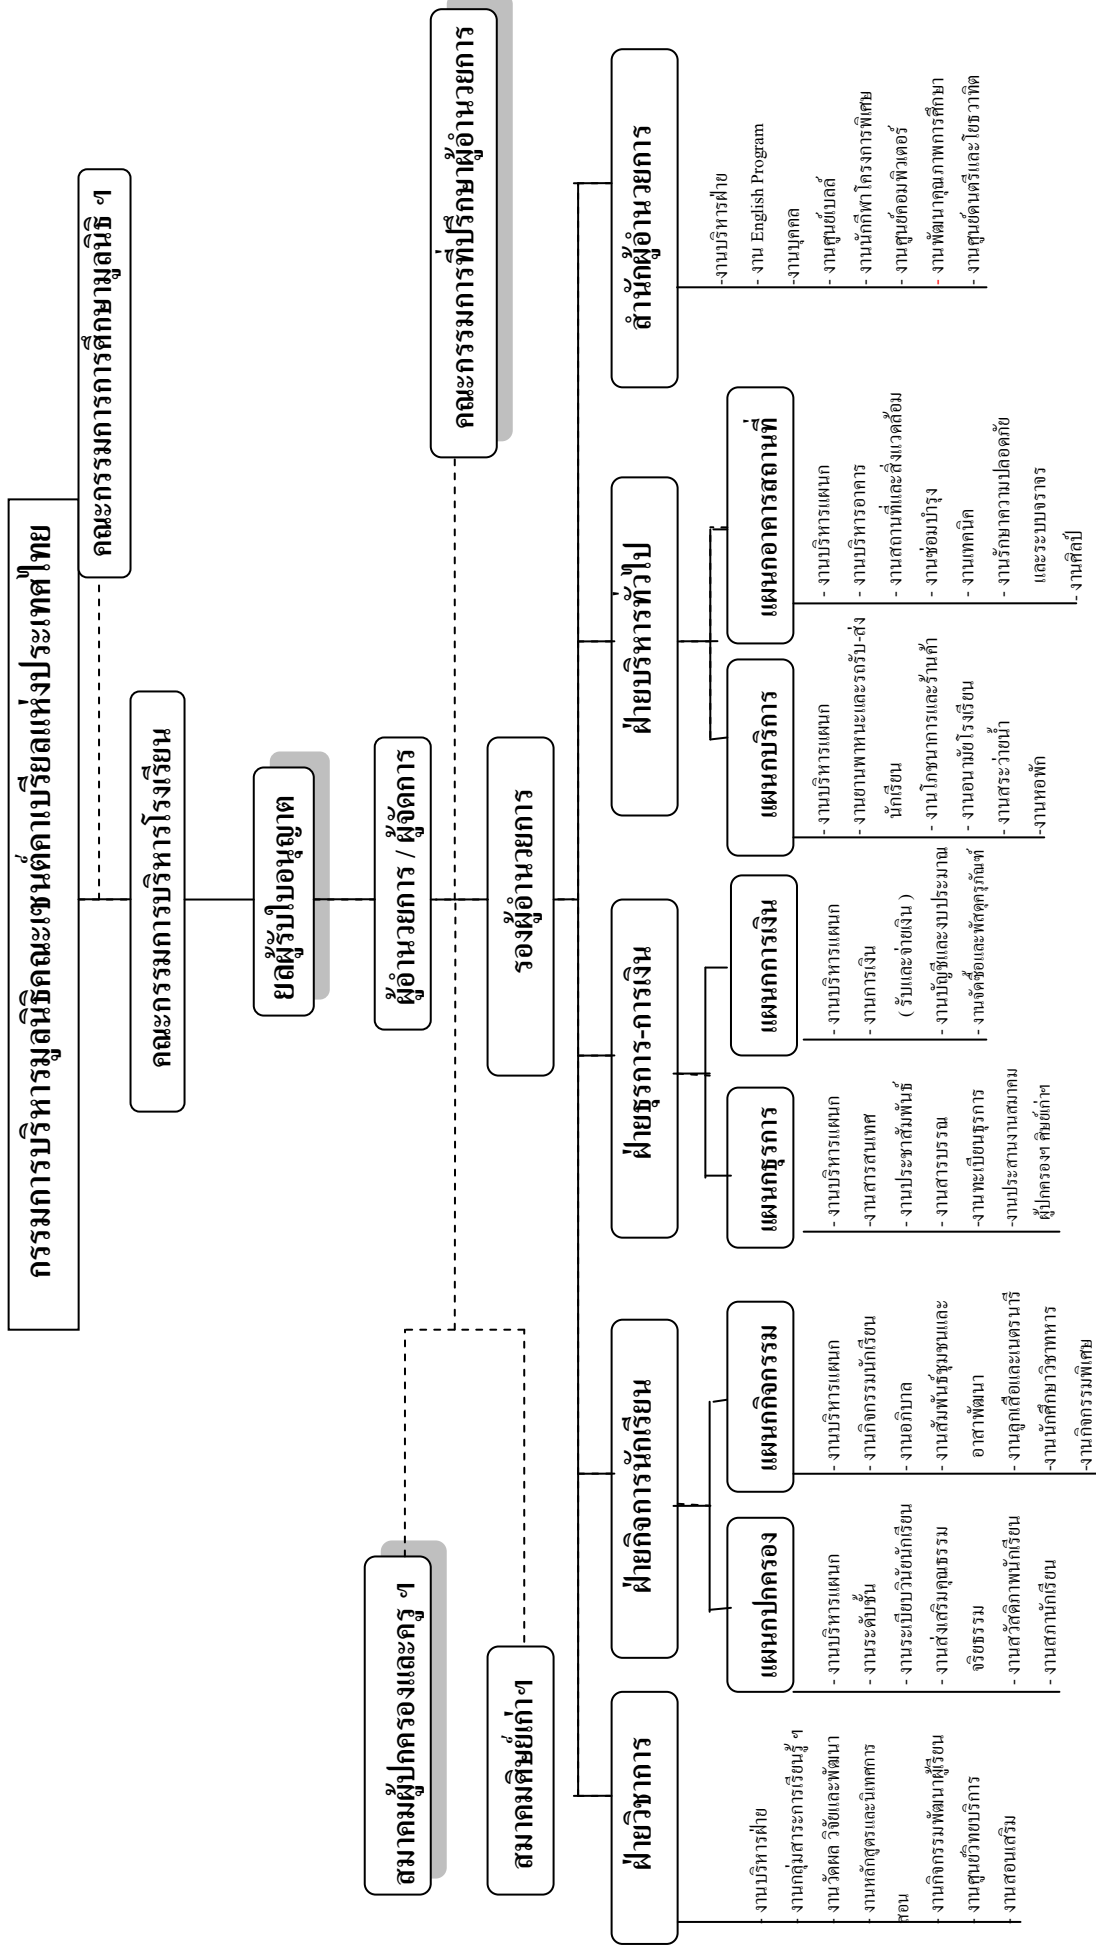 กรรมการบริหารมูลนิธิคณะเซนต์คาเบรียลแห่งประเทศไทย
คณะกรรมการการศึกษามูลนิธิ ฯ
คณะกรรมการบริหารโรงเรียน
ยลผู้รับใบอนุญาต
ผู้อำนวยการ / ผู้จัดการ
คณะกรรมการที่ปรึกษาผู้อำนวยการ
สมาคมผู้ปกครองและครู ฯ
สมาคมศิษย์เก่าฯ
รองผู้อำนวยการ
ฝ่ายวิชาการ
- งานบริหารฝ่าย
- งานกลุ่มสาระการเรียนรู้ ฯ
- งานวัดผล วิจัยและพัฒนา
- งานหลักสูตรและนิเทศการ
สอน
- งานกิจกรรมพัฒนาผู้เรียน
- งานศูนย์วิทยบริการ
- งานสอนเสริม
ฝ่ายกิจการนักเรียน
แผนกปกครอง
- งานบริหารแผนก
- งานระดับชั้น
- งานระเบียบวินัยนักเรียน
- งานส่งเสริมคุณธรรม
จริยธรรม
- งานสวัสดิภาพนักเรียน
- งานสภานักเรียน
แผนกกิจกรรม
- งานบริหารแผนก
- งานกิจกรรมนักเรียน
- งานอภิบาล
- งานสัมพันธ์ชุมชนและ
อาสาพัฒนา
- งานลูกเสือและเนตรนารี
-งานนักศึกษาวิชาทหาร
-งานกิจกรรมพิเศษ
ฝ่ายธุรการ-การเงิน
แผนกธุรการ
- งานบริหารแผนก
-งานสารสนเทศ
- งานประชาสัมพันธ์
- งานสารบรรณ
-งานทะเบียนธุรการ
-งานประสานงานสมาคม
ผู้ปกครองฯ ศิษย์เก่าฯ
แผนกการเงิน
- งานบริหารแผนก
-งานการเงิน
( รับและจ่ายเงิน )
- งานบัญชีและงบประมาณ
- งานจัดซื้อและพัสดุครุภัณฑ์
ฝ่ายบริหารทั่วไป
แผนกบริการ
- งานบริหารแผนก
- งานยานพาหนะและรถรับ-ส่ง
นักเรียน
- งานโภชนาการและร้านค้า
- งานอนามัยโรงเรียน
- งานสระว่ายน้ำ
-งานหอพัก
แผนกอาคารสถานที่
- งานบริหารแผนก
- งานบริหารอาคาร
- งานสถานที่และสิ่งแวดล้อม
- งานซ่อมบำรุง
- งานเทคนิค
- งานรักษาความปลอดภัย
และระบบจราจร
- งานศิลป์
สำนักผู้อำนวยการ
-งานบริหารฝ่าย
- งาน English Program
- งานบุคคล
- งานศูนย์เบลล์
- งานนักกีฬาโครงการพิเศษ
- งานศูนย์คอมพิวเตอร์
- งานพัฒนาคุณภาพการศึกษา
- งานศูนย์ดนตรีและโยธวาทิต